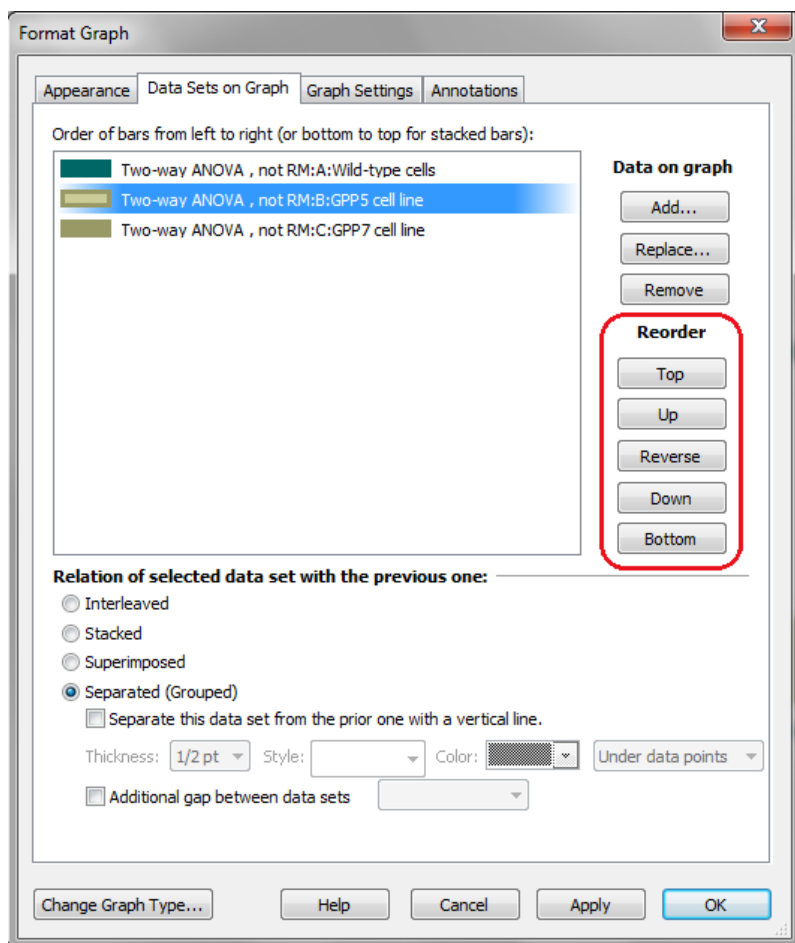 Format Graph
X
Appearance Data Sets on Graph Graph Settings Annotations
Order of bars from left to right (or bottom to top for stacked bars):
Two-way ANOVA , not RM:A:Wild-type cells
Two-way ANOVA , not RM:B:GPP5 cell line
Two-way ANOVA , not RM:C:GPP7 cell line
Data on graph
Add...
Replace...
Remove
Reorder
Top
Up
Reverse
Down
Bottom
Relation of selected data set with the previous one:
Interleaved
Stacked
Superimposed
Separated (Grouped)
Separate this data set from the prior one with a vertical line.
Thickness: 1/2 pt Style: Color: Under data points
Additional gap between data sets
Change Graph Type... Help Cancel Apply OK